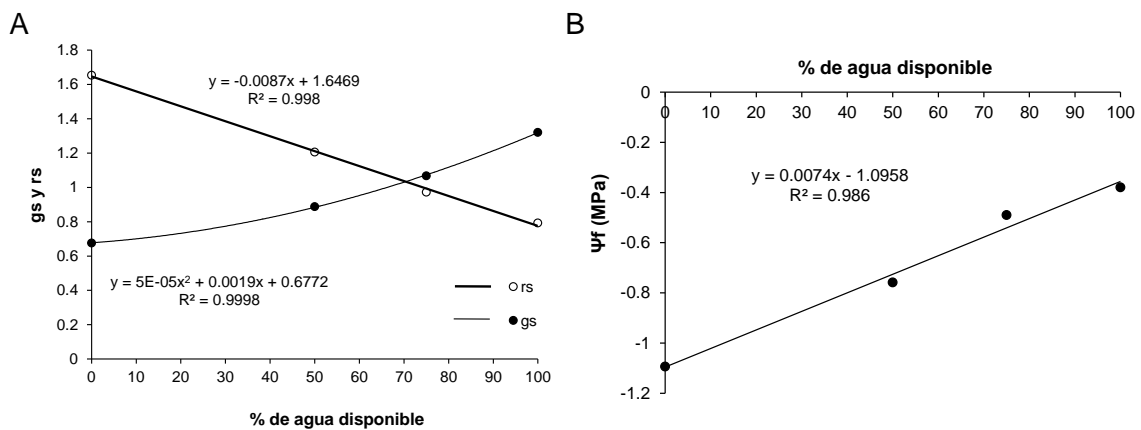 A
1.8
1.6
1.4
1.2
1
0.8
0.6
0.4
0.2
0
gs y rs
y = -0.0087x + 1.6469
R² = 0.998
y = 5E-05x² + 0.0019x + 0.6772
R² = 0.9998
rs
gs
0 10 20 30 40 50 60 70 80 90 100
% de agua disponible
B
% de agua disponible
0 10 20 30 40 50 60 70 80 90 100
0
-0.2
-0.4
-0.6
-0.8
-1
-1.2
Ψf (MPa)
y = 0.0074x - 1.0958
R² = 0.986